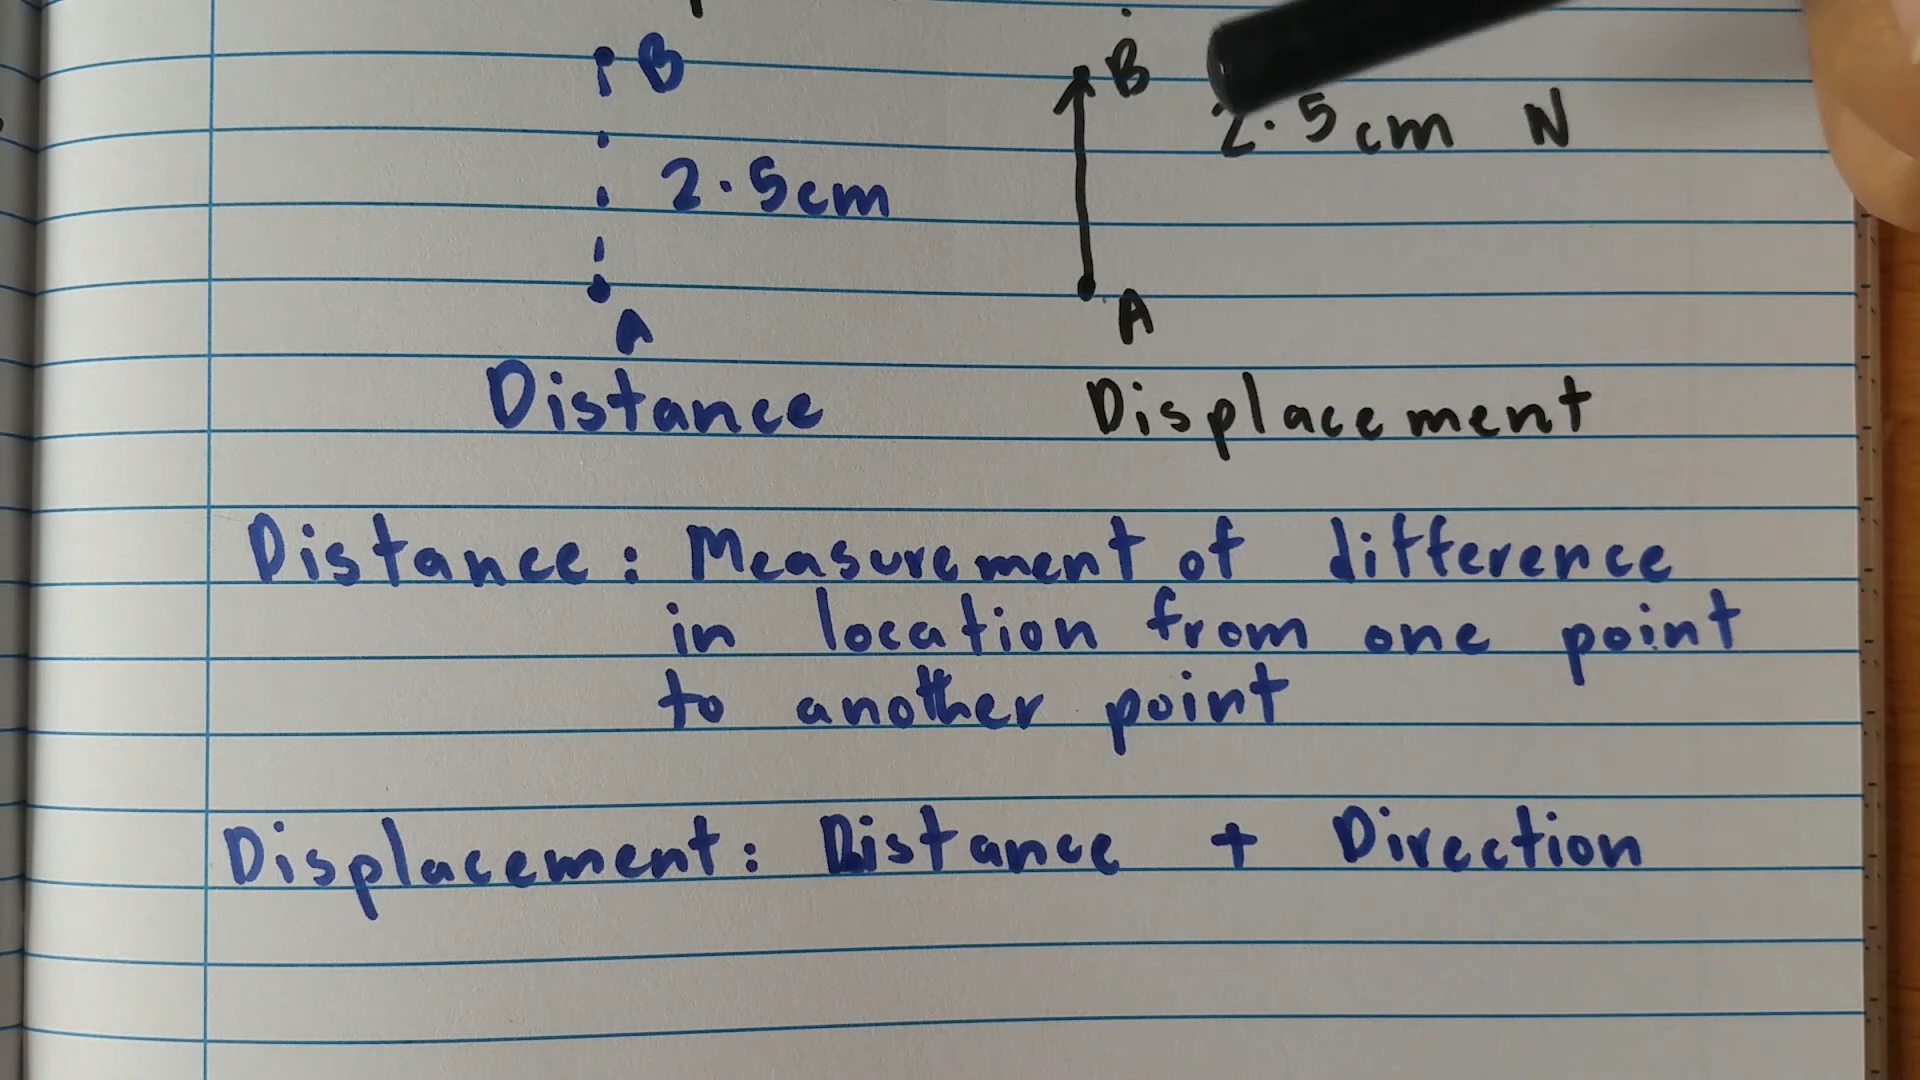 B
B
2.5cm N
2.5cm
A
A
Distance
Displacement
Distance: Measurement of difference
in location from one point
to another point
Displacement: Distance + Direction